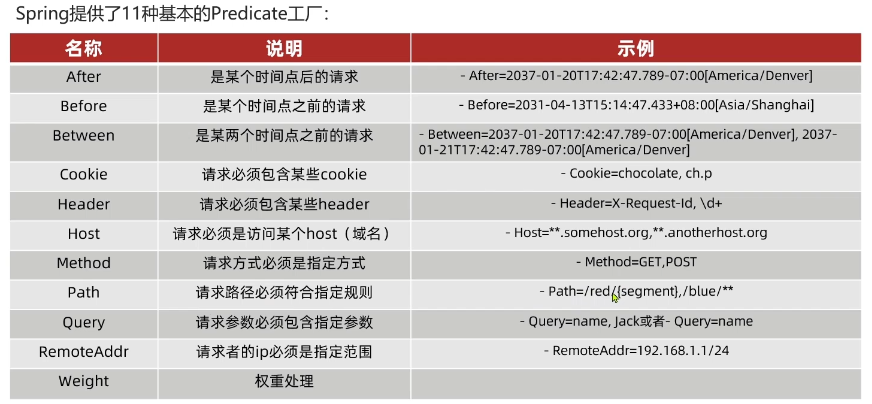 Spring提供了11种基本的Predicate工厂：
名称 说明 示例
After 是某个时间点后的请求 - After=2037-01-20T17:42:47.789-07:00[America/Denver]
Before 是某个时间点之前的请求 - Before=2031-04-13T15:14:47.433+08:00[Asia/Shanghai]
Between 是某两个时间点之前的请求 - Between=2037-01-20T17:42:47.789-07:00[America/Denver], 2037-
01-21T17:42:47.789-07:00[America/Denver]
Cookie 请求必须包含某些cookie - Cookie=chocolate, ch.p
Header 请求必须包含某些header - Header=X-Request-Id, \d+
Host 请求必须是访问某个host（域名） - Host=**.somehost.org,**.anotherhost.org
Method 请求方式必须是指定方式 - Method=GET,POST
Path 请求路径必须符合指定规则 - Path=/red/{segment},/blue/**
Query 请求参数必须包含指定参数 - Query=name, Jack或者- Query=name
RemoteAddr 请求者的ip必须是指定范围 - RemoteAddr=192.168.1.1/24
Weight 权重处理